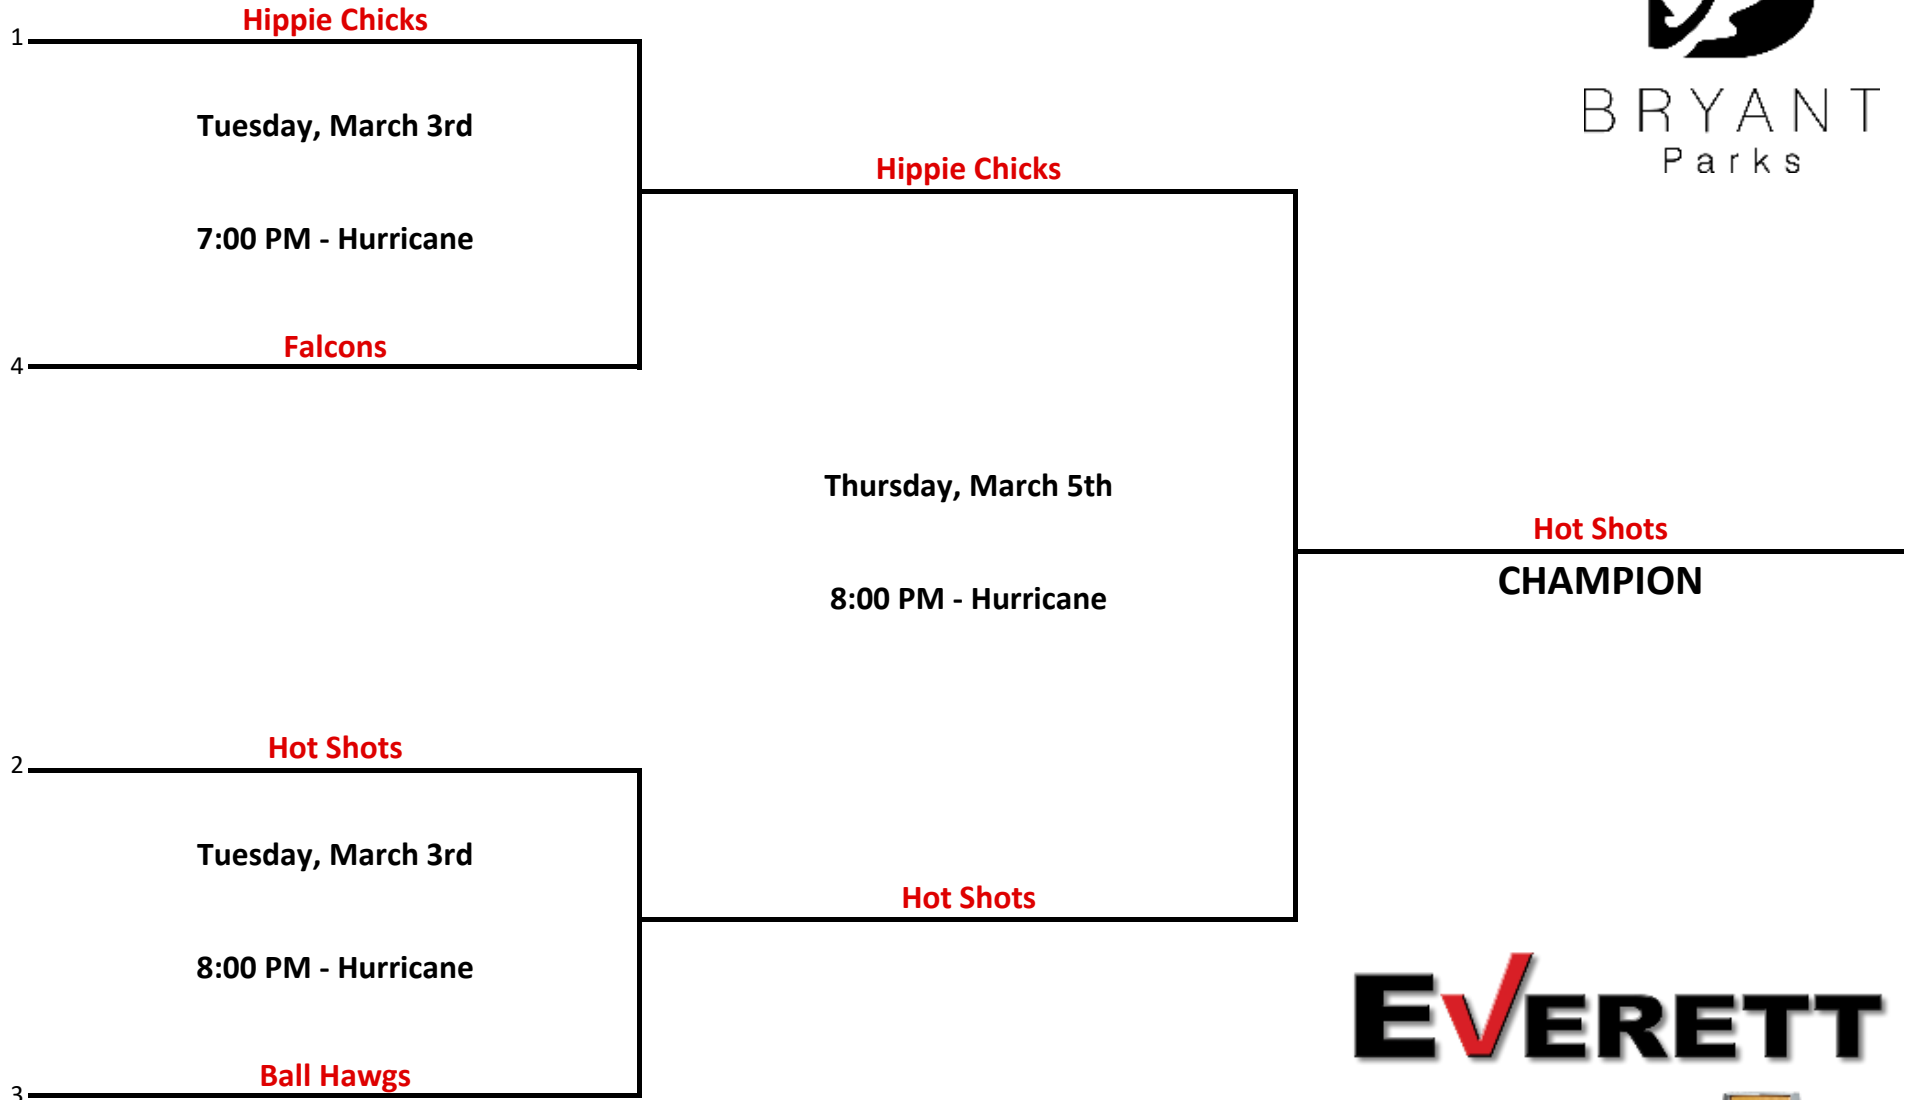 Hippie Chicks
1
BRYANT
Parks
Tuesday, March 3rd
Hippie Chicks
7:00 PM - Hurricane
Falcons
4
Thursday, March 5th
Hot Shots
CHAMPION
8:00 PM - Hurricane
Hot Shots
2
Tuesday, March 3rd
Hot Shots
8:00 PM - Hurricane
EVERETT
Ball Hawgs
3